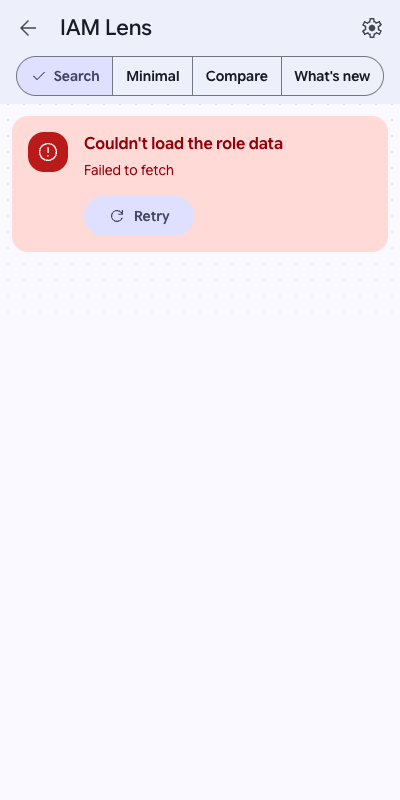 IAM Lens
Search
Minimal
Compare
What's new
Couldn't load the role data
Failed to fetch
Retry